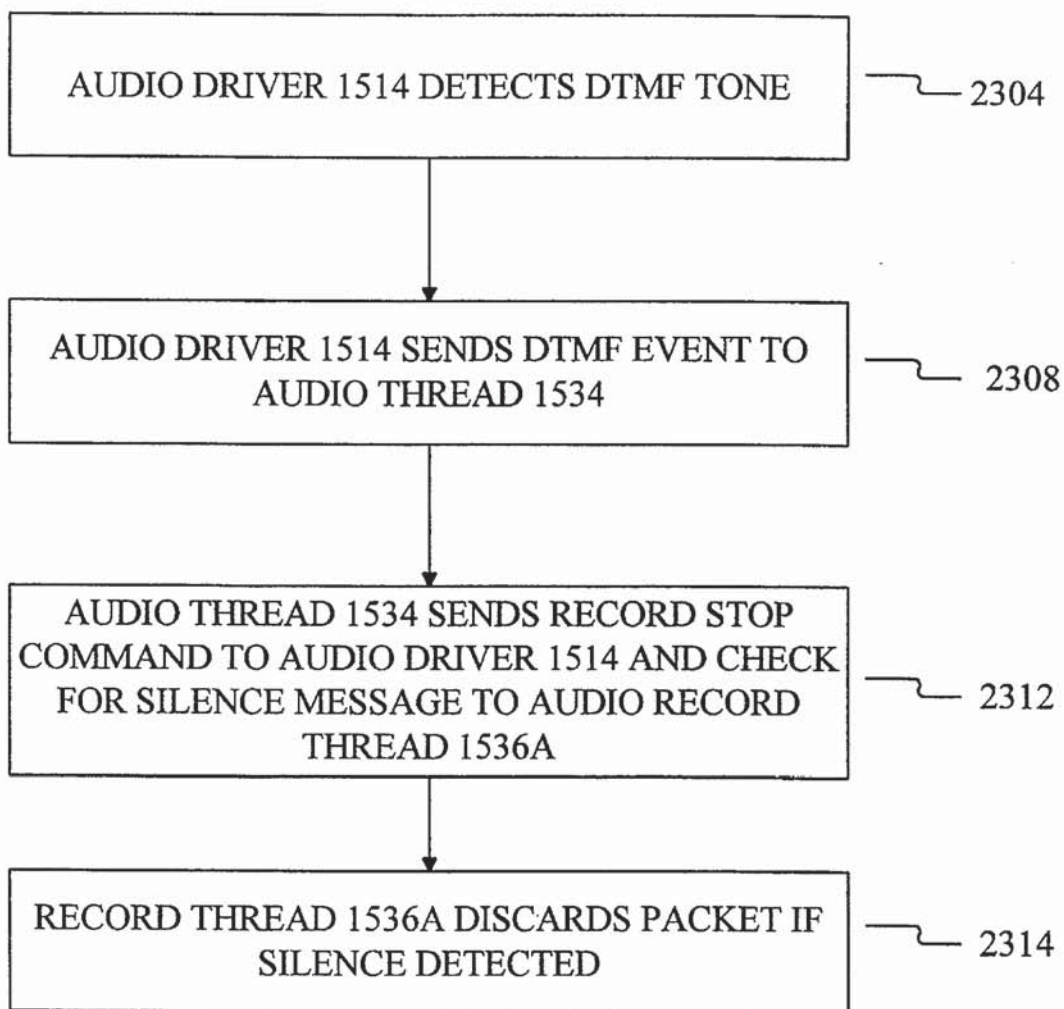 AUDIO DRIVER 1514 DETECTS DTMF TONE
2304
AUDIO DRIVER 1514 SENDS DTMF EVENT TO
AUDIO THREAD 1534
2308
AUDIO THREAD 1534 SENDS RECORD STOP
COMMAND TO AUDIO DRIVER 1514 AND CHECK
FOR SILENCE MESSAGE TO AUDIO RECORD
THREAD 1536A
2312
RECORD THREAD 1536A DISCARDS PACKET IF
SILENCE DETECTED
2314